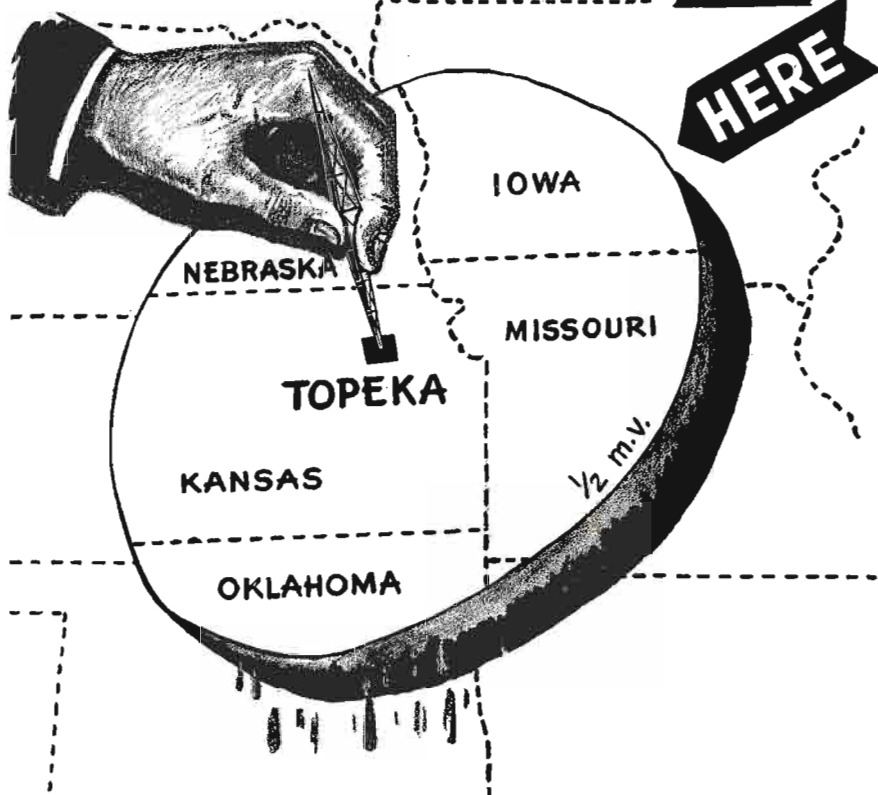 HERE
IOWA
NEBRASKA
MISSOURI
TOPEKA
½ m.v.
KANSAS
OKLAHOMA